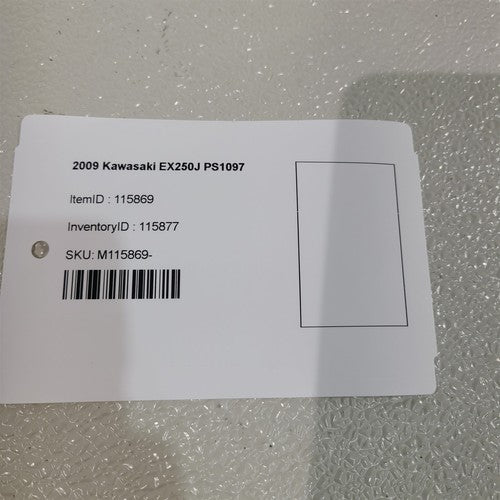 2009 Kawasaki EX250J PS1097
ItemID : 115869
InventoryID : 115877
SKU: M115869-